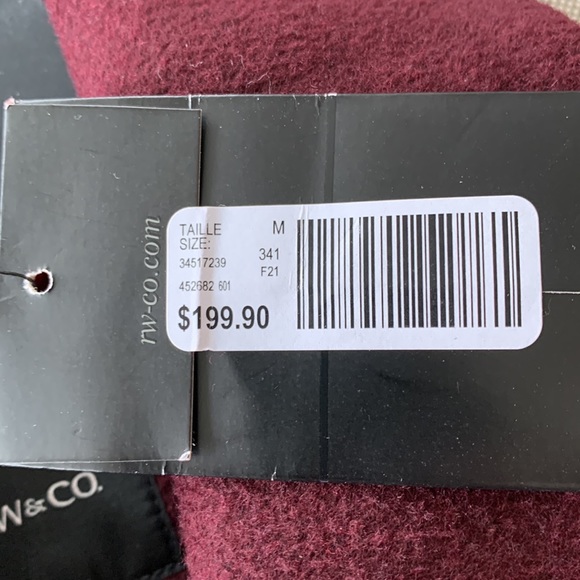 rw-co.com
TAILLE M
SIZE:
34517239 341
F21
452682 601
$199.90
W&CO.